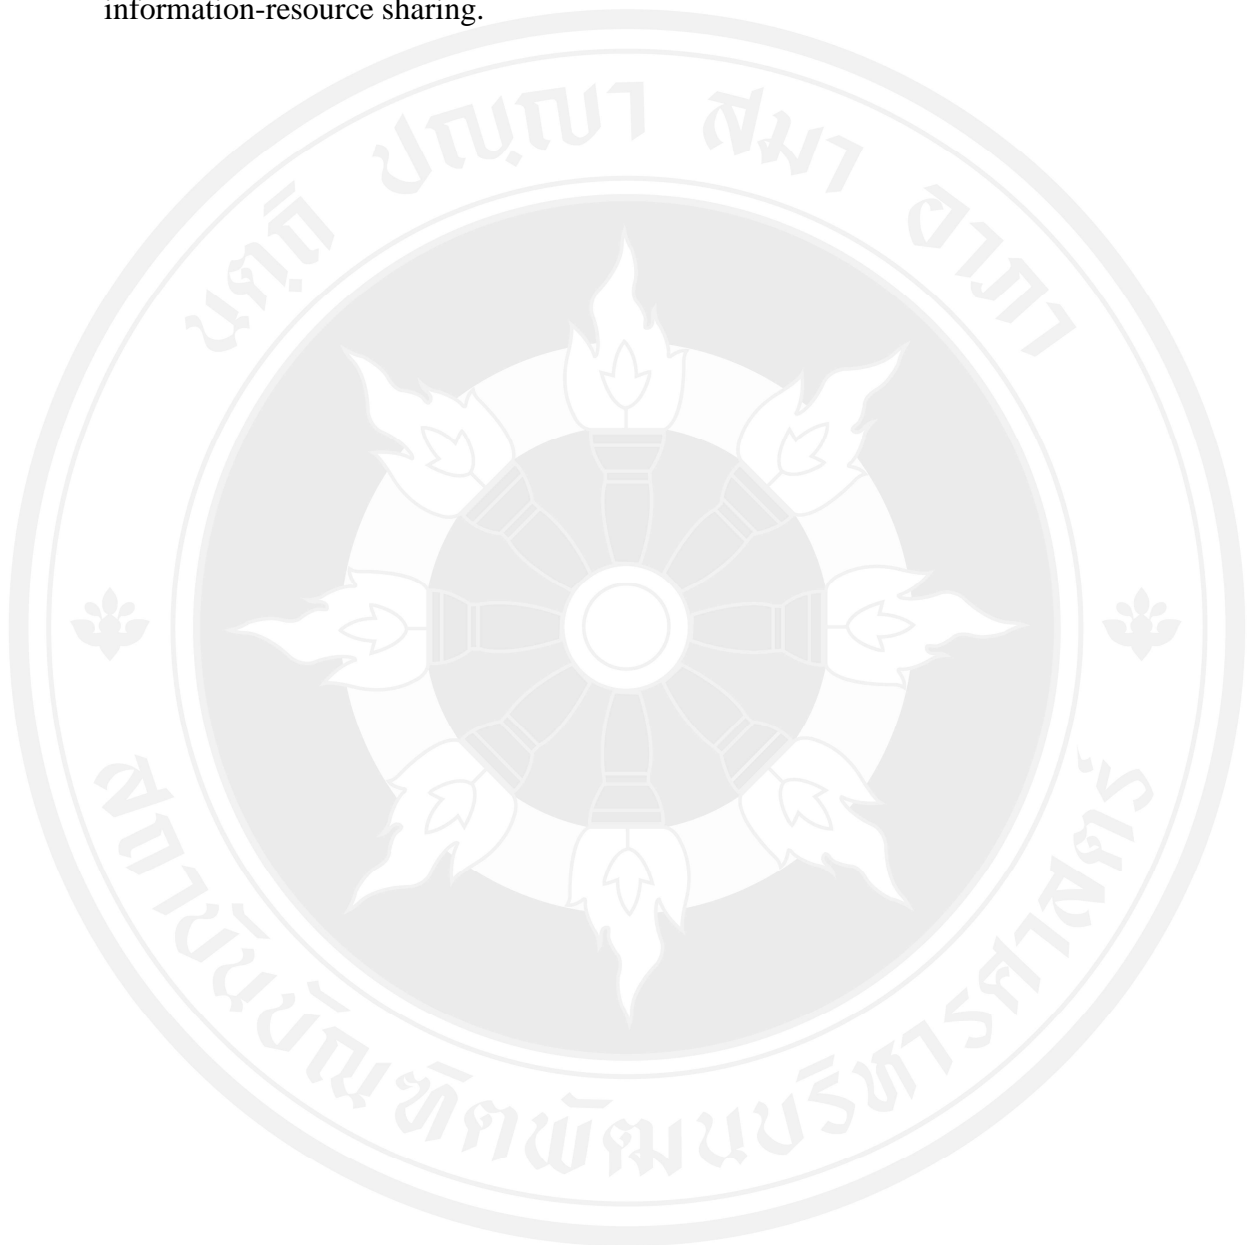 information-resource sharing.
นตฺถิ ปญฺญา สมา อาภา
สถาบันบัณฑิตพัฒนบริหารศาสตร์